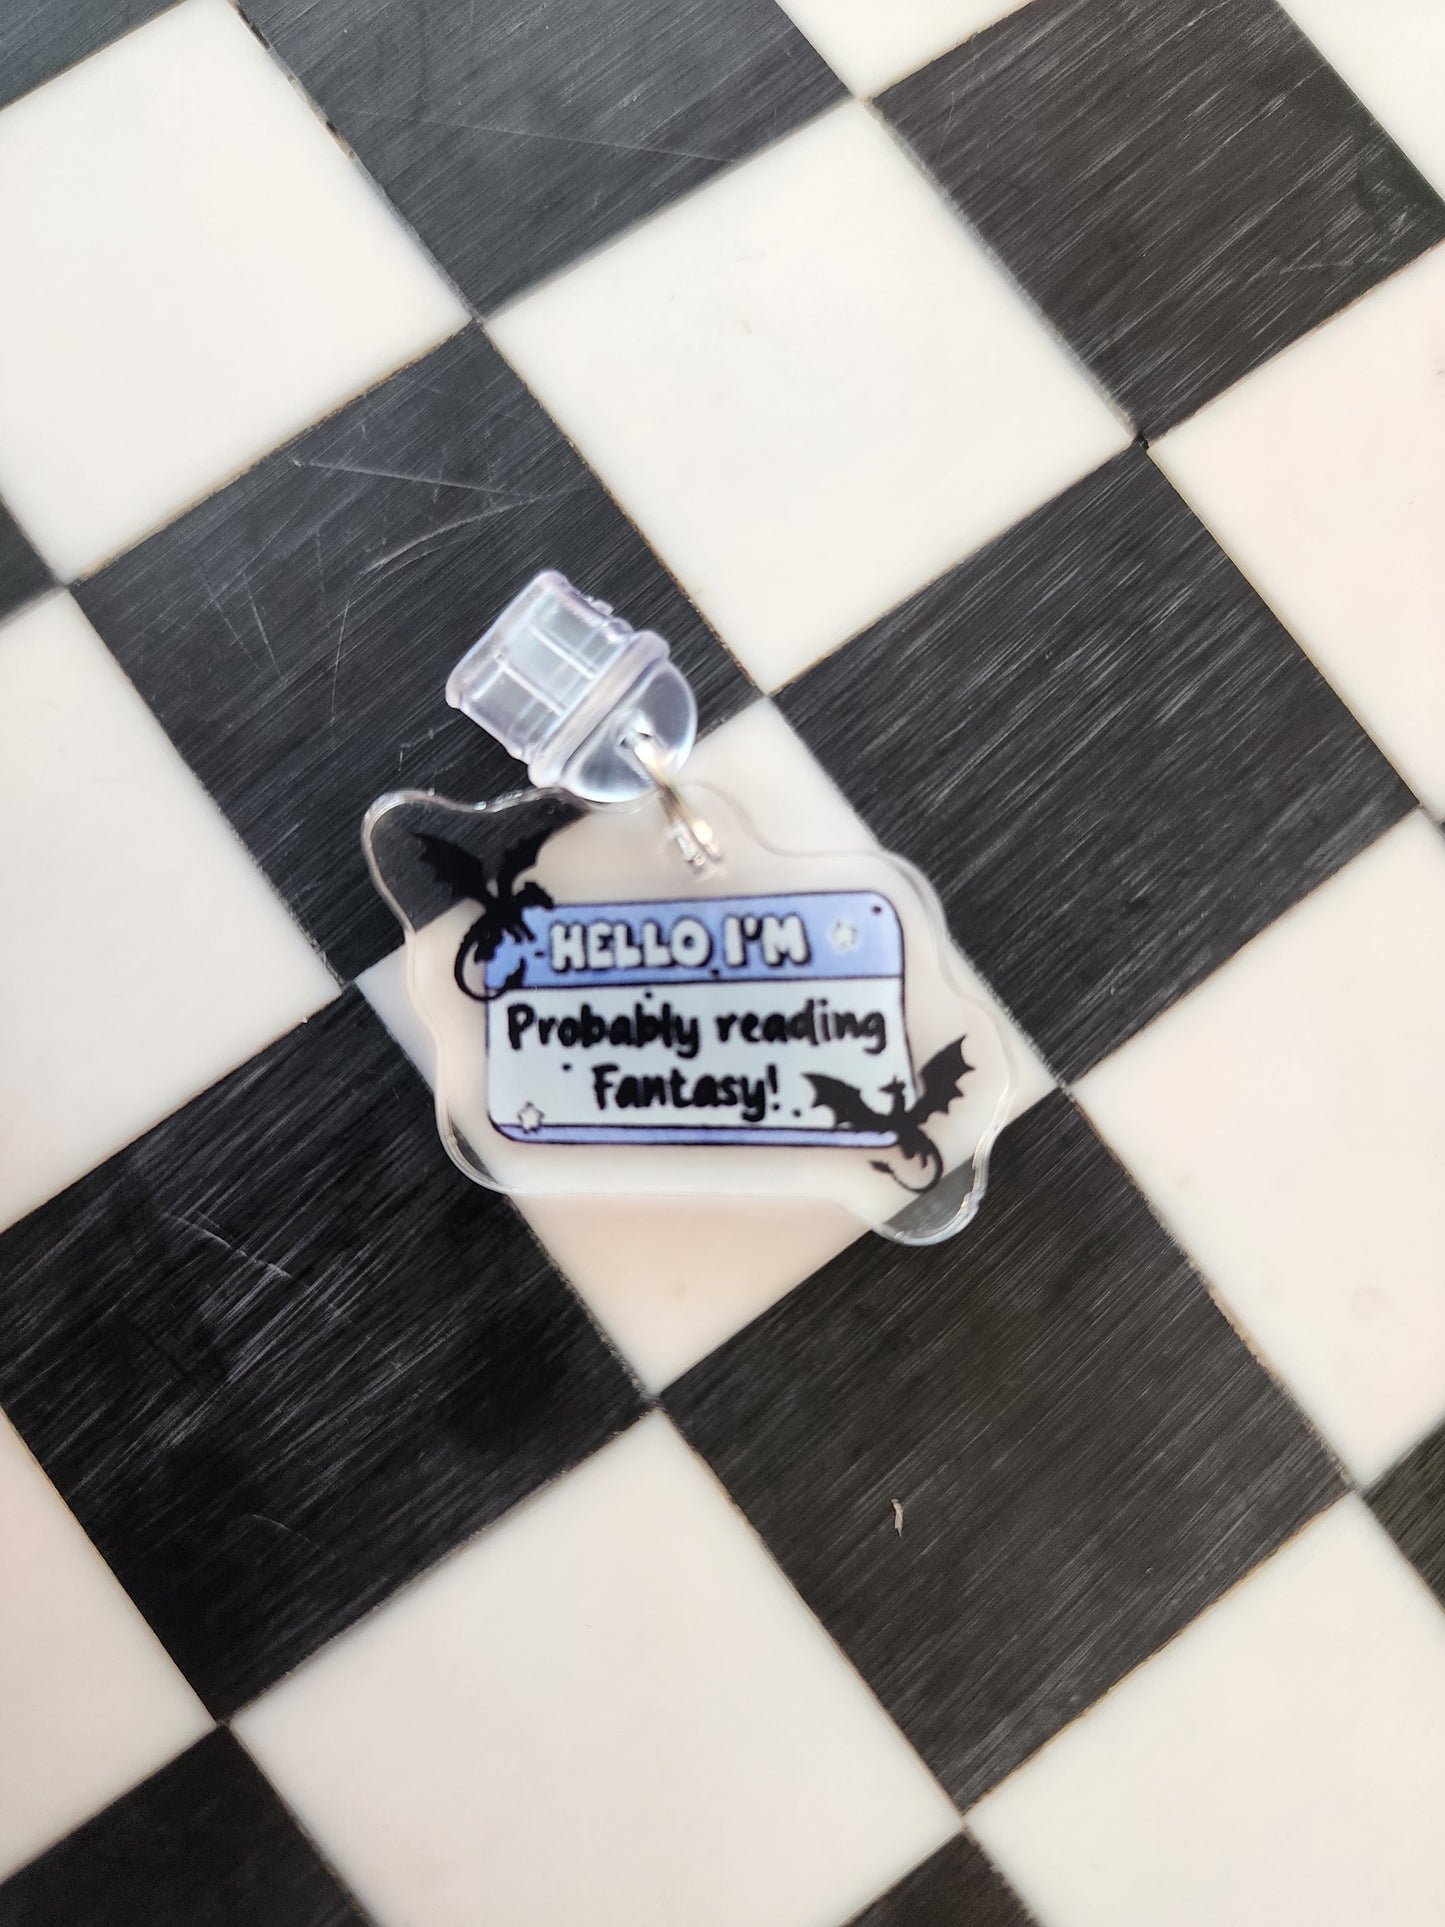 HELLO I'M
Probably reading
Fantasy!